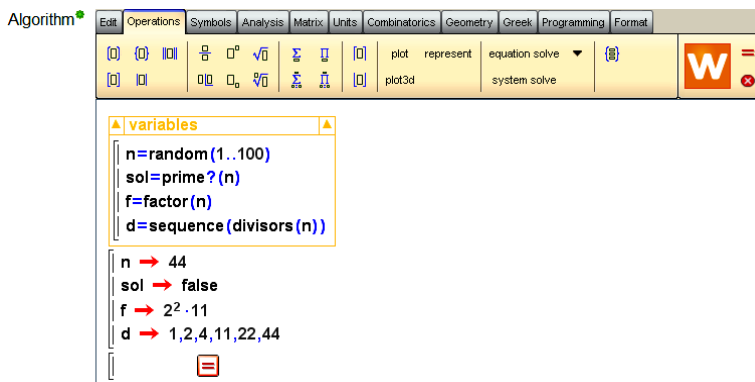 Algorithm
Edit Operations Symbols Analysis Matrix Units Combinatorics Geometry Greek Programming Format
plot represent equation solve
plot3d system solve
W
variables
n=random(1..100)
sol=prime?(n)
f=factor(n)
d=sequence(divisors(n))
n → 44
sol → false
f → 2²·11
d → 1,2,4,11,22,44